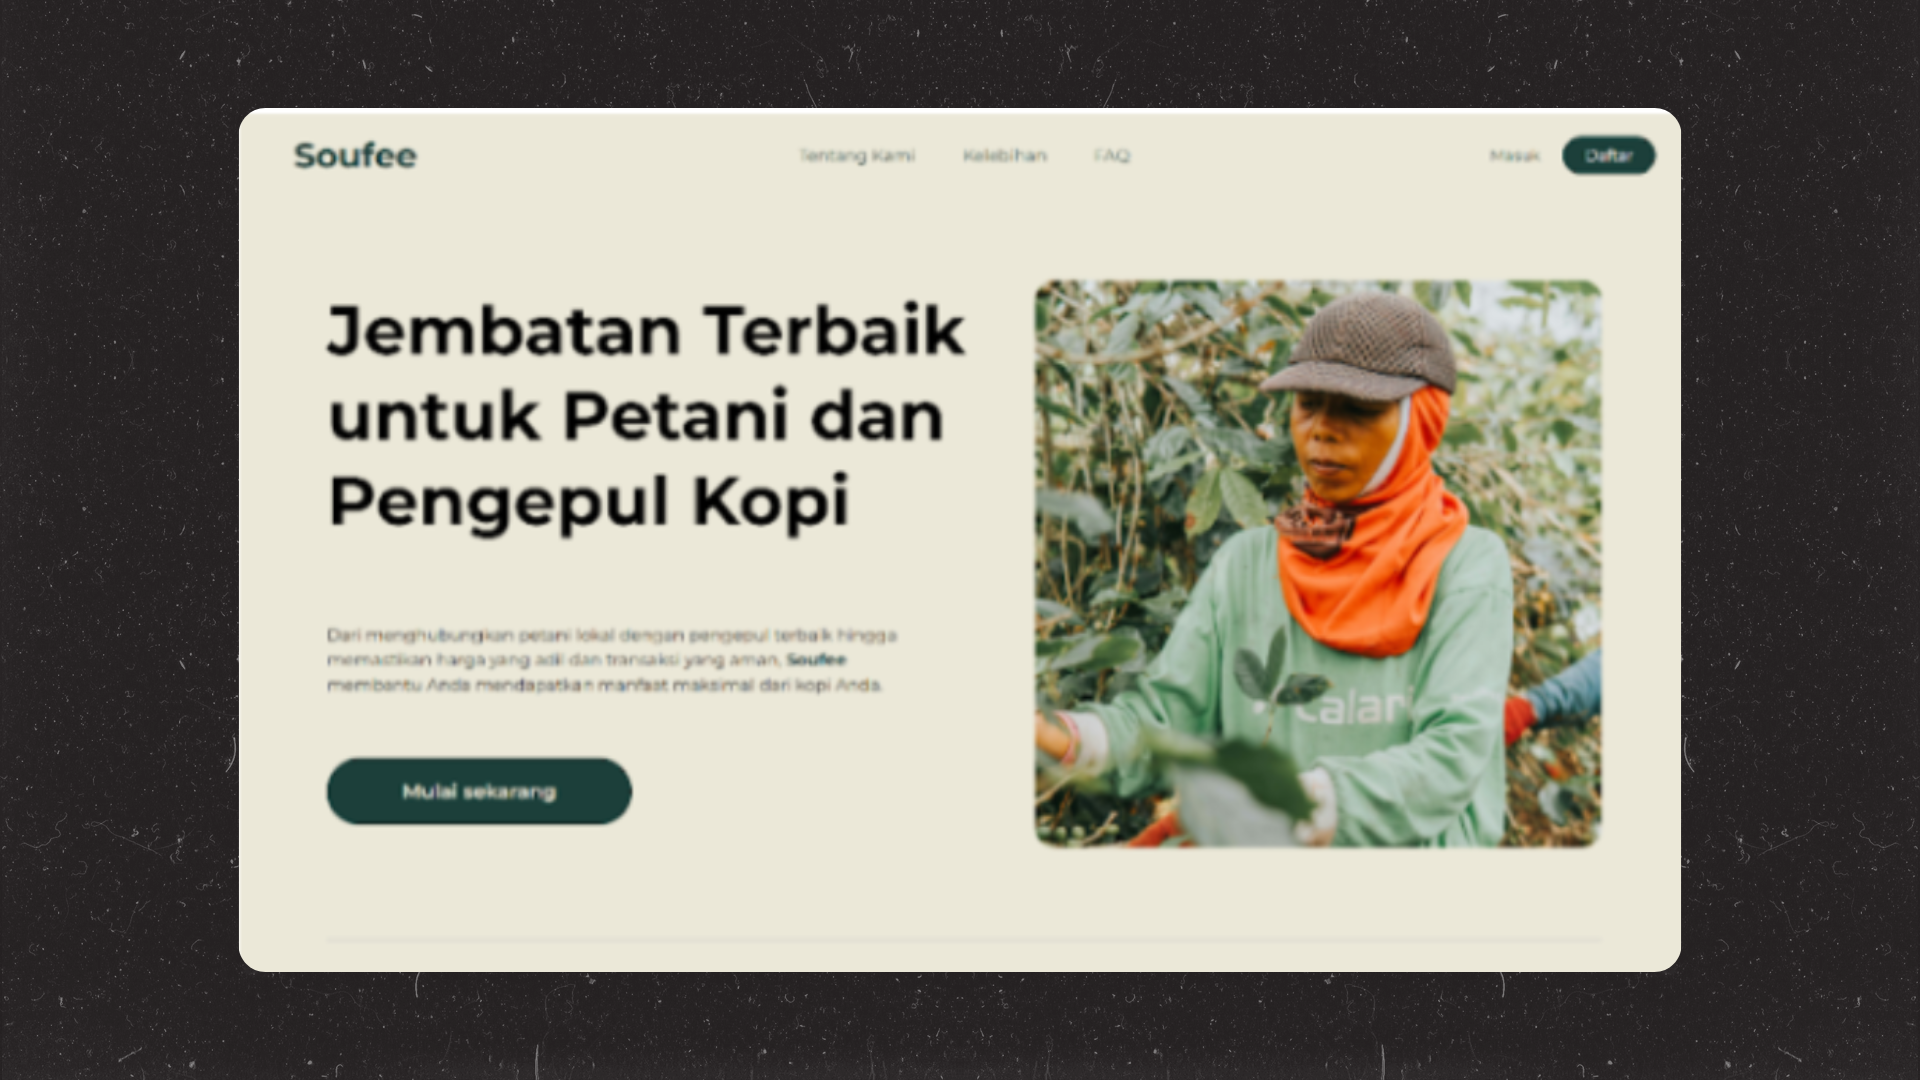 Soufee
Tentang Kami
Kelebihan
FAQ
Masuk
Daftar
Jembatan Terbaik
untuk Petani dan
Pengepul Kopi
Dari menghubungkan petani lokal dengan pengepul terbaik hingga
memastikan harga yang adil dan transaksi yang aman, Soufee
membantu Anda mendapatkan manfaat maksimal dari kopi Anda.
Mulai sekarang
Calari